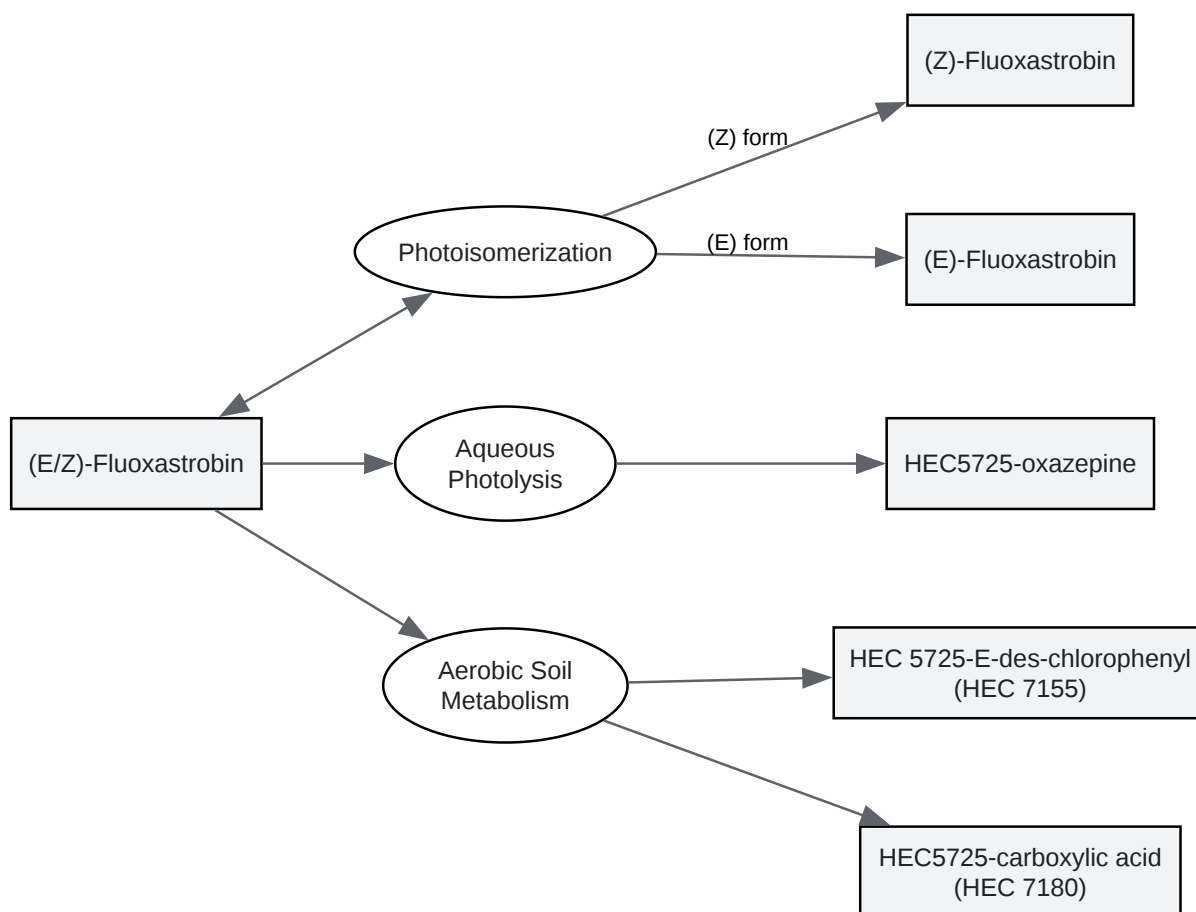 (Z)-Fluoxastrobin
(Z) form
Photoisomerization
(E) form
(E)-Fluoxastrobin
(E/Z)-Fluoxastrobin
Aqueous
Photolysis
HEC5725-oxazepine
Aerobic Soil
Metabolism
HEC 5725-E-des-chlorophenyl
(HEC 7155)
HEC5725-carboxylic acid
(HEC 7180)